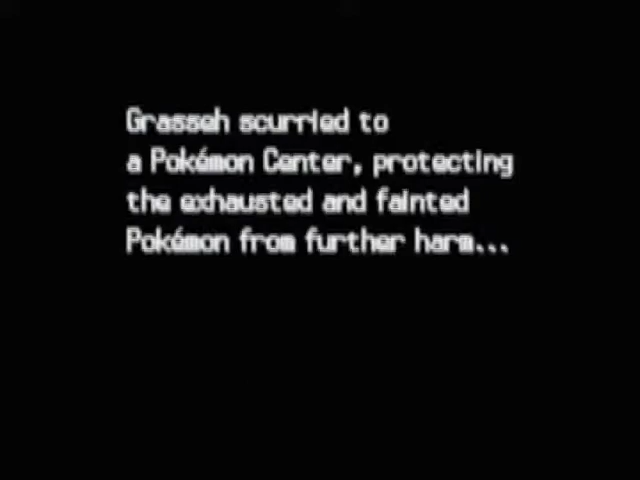 Grasseh scurried to
a Pokémon Center, protecting
the exhausted and fainted
Pokémon from further harm...